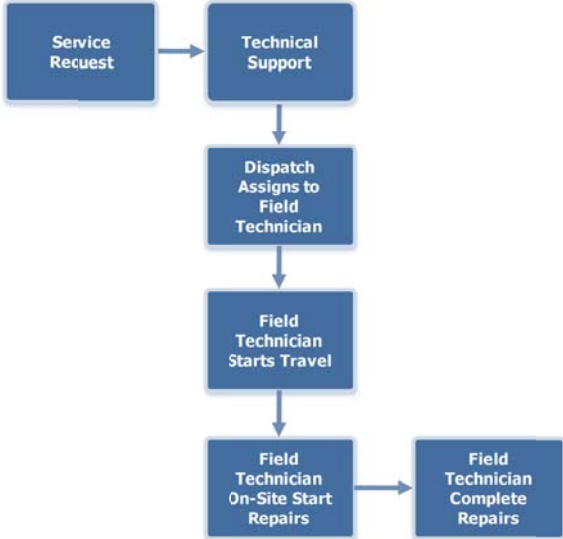 Service
Request
Technical
Support
Dispatch
Assigns to
Field
Technician
Field
Technician
Starts Travel
Field
Technician
On-Site Start
Repairs
Field
Technician
Complete
Repairs